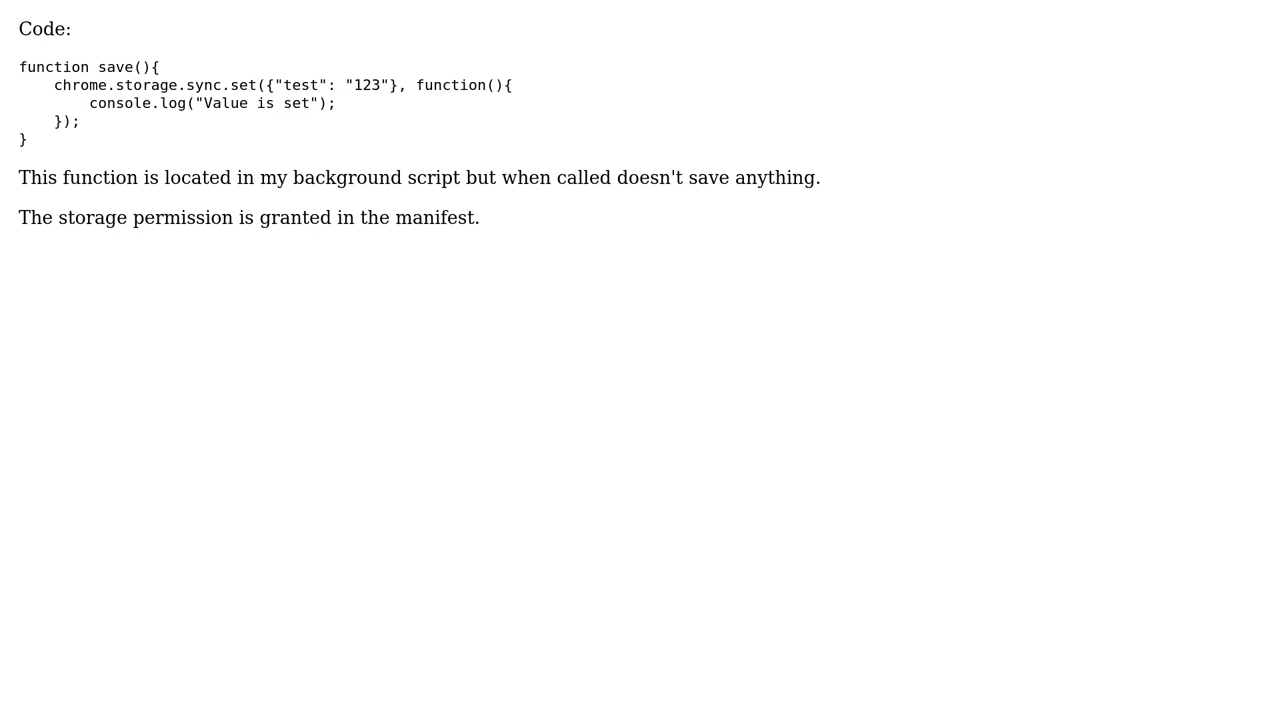 Code:
function save(){
    chrome.storage.sync.set({"test": "123"}, function(){
        console.log("Value is set");
    });
}
This function is located in my background script but when called doesn't save anything.
The storage permission is granted in the manifest.